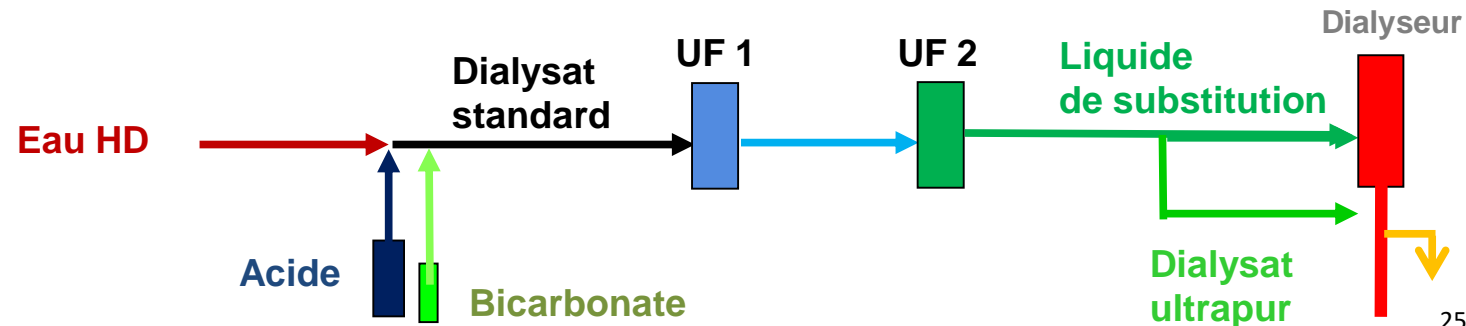 Dialyseur
UF 1
UF 2
Liquide
de substitution
Dialysat
standard
Eau HD
Acide
Bicarbonate
Dialysat
ultrapur
25